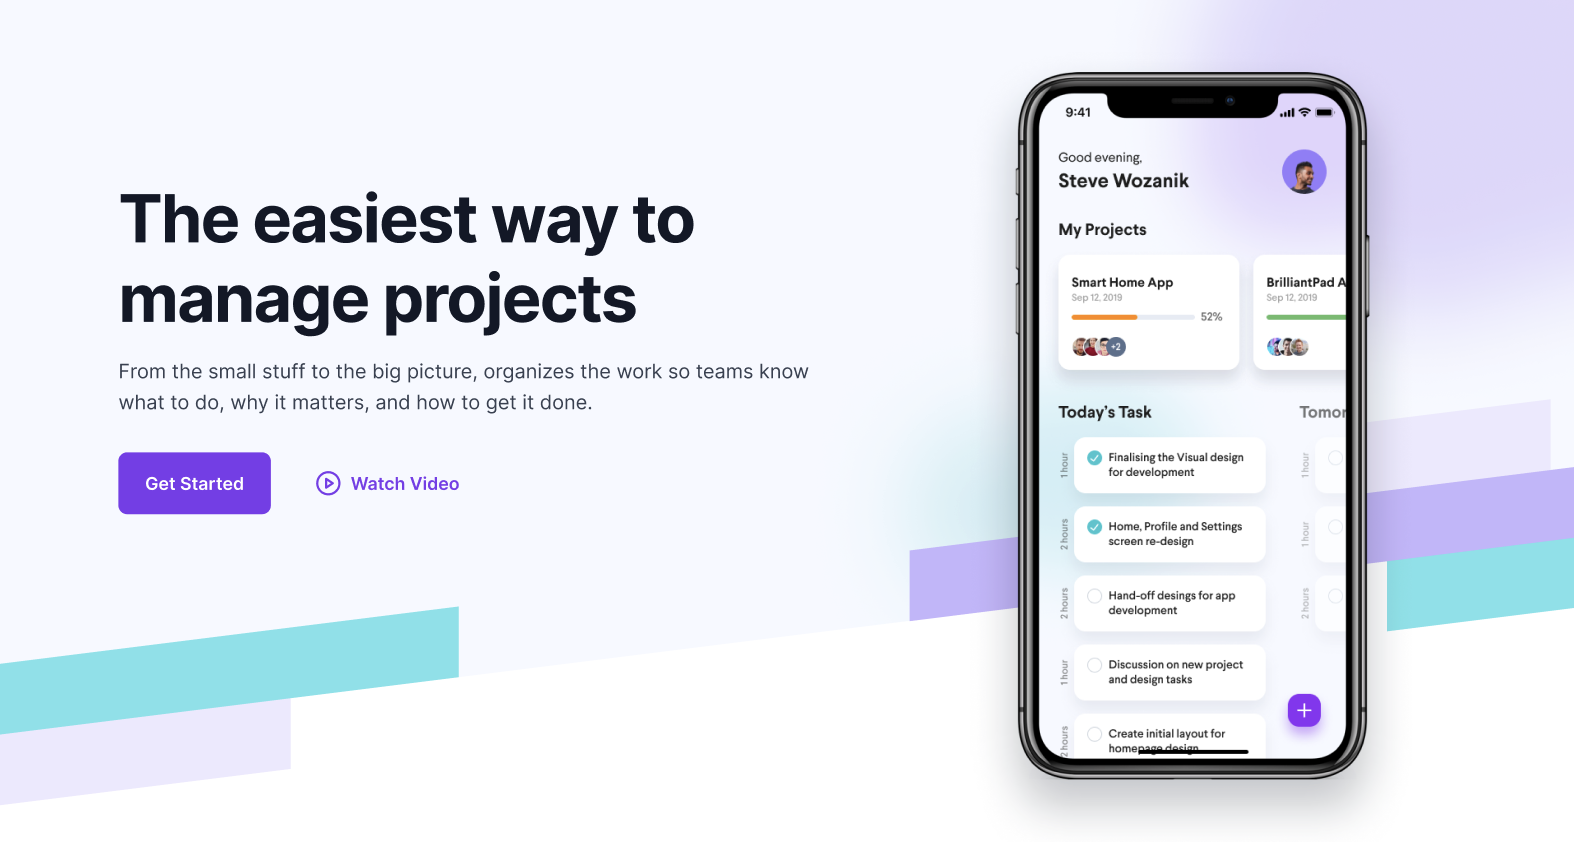 The easiest way to
manage projects
From the small stuff to the big picture, organizes the work so teams know
what to do, why it matters, and how to get it done.
Get Started
Watch Video
9:41
Good evening,
Steve Wozanik
My Projects
Smart Home App
Sep 12, 2019
52%
+2
BrilliantPad A
Sep 12, 2019
Today's Task
Tomor
1 hour
Finalising the Visual design
for development
1 hour
2 hours
Home, Profile and Settings
screen re-design
1 hour
2 hours
Hand-off desings for app
development
2 hours
1 hour
Discussion on new project
and design tasks
2 hours
Create initial layout for
homepage design